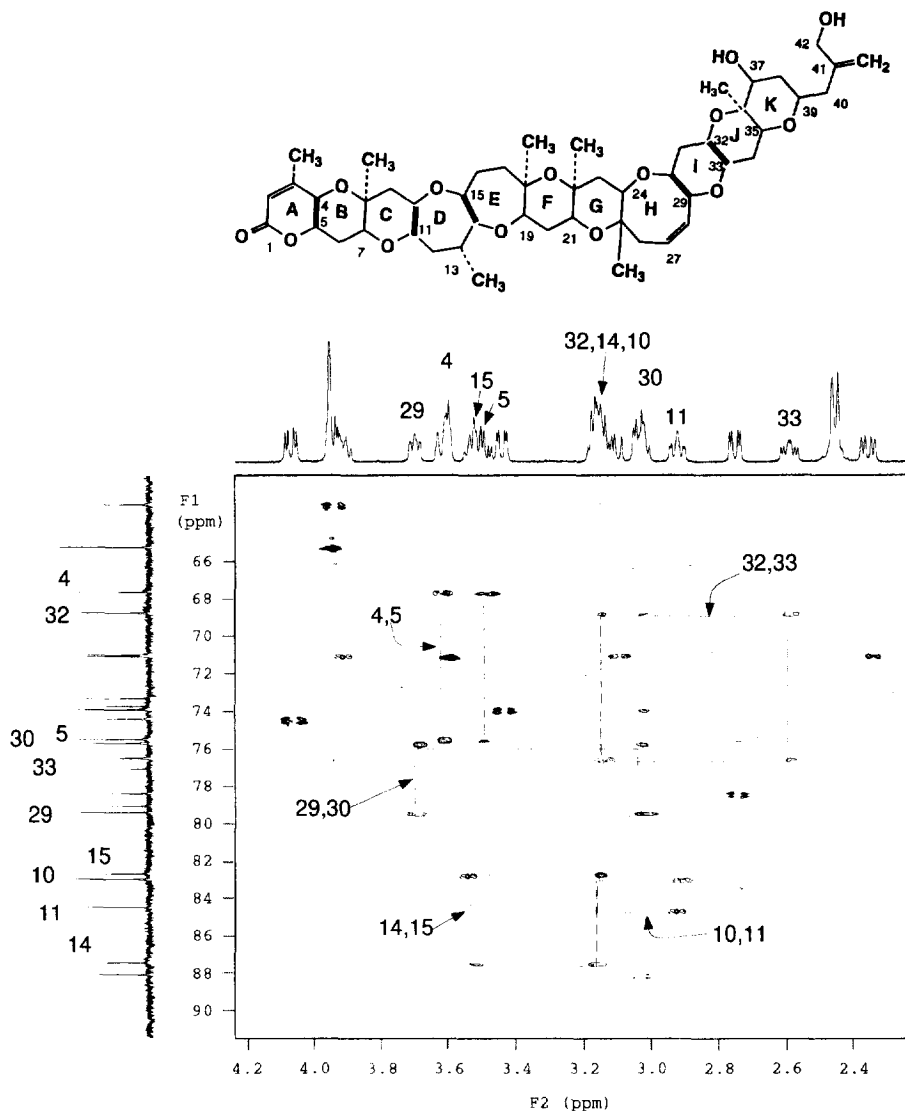 OH
42
41
CH2
HO
37
H3C
K
O
39
40
O
35
32
J
33
I
O
CH3
CH3
O
CH3
CH3
O
15
E
O
O
24
29
A
4
B
C
D
F
G
H
5
11
O
1
O
7
O
13
O
19
21
O
27
CH3
CH3
32,14,10
4
15
5
29
30
11
33
F1
(ppm)
4
32
5
30
33
29
15
10
11
14
66
68
70
72
74
76
78
80
82
84
86
88
90
32,33
4,5
29,30
14,15
10,11
4.2 4.0 3.8 3.6 3.4 3.2 3.0 2.8 2.6 2.4
F2 (ppm)